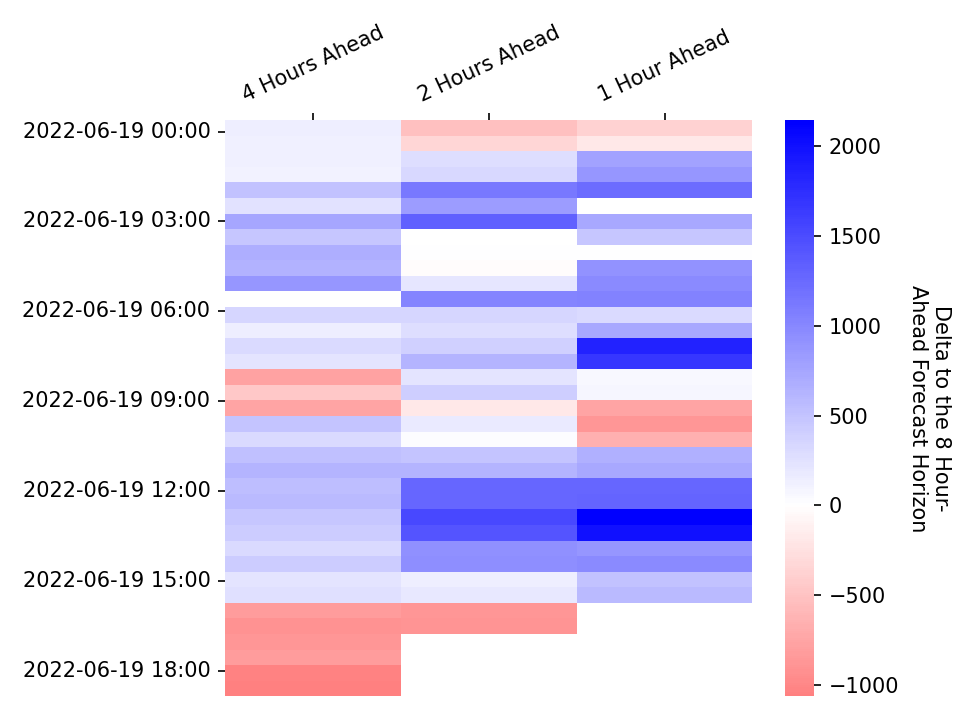 4 Hours Ahead
2 Hours Ahead
1 Hour Ahead
2022-06-19 00:00
2022-06-19 03:00
2022-06-19 06:00
2022-06-19 09:00
2022-06-19 12:00
2022-06-19 15:00
2022-06-19 18:00
2000
1500
1000
500
0
−500
−1000
Delta to the 8 Hour-
Ahead Forecast Horizon